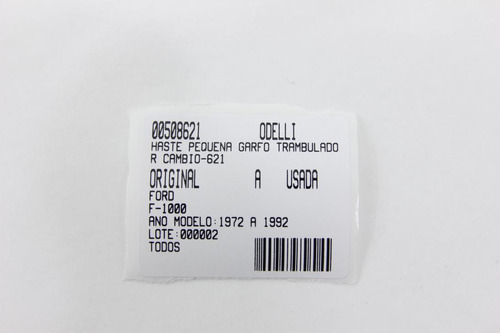 00508621 ODELLI
HASTE PEQUENA GARFO TRAMBULADO
R CAMBIO-621
ORIGINAL A USADA
FORD
F-1000
ANO MODELO:1972 A 1992
LOTE:000002
TODOS